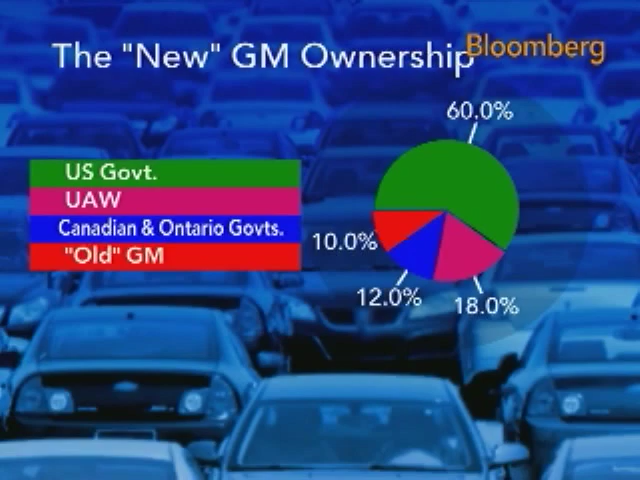 The "New" GM Ownership
Bloomberg
60.0%
US Govt.
UAW
Canadian & Ontario Govts.
"Old" GM
10.0%
12.0%
18.0%